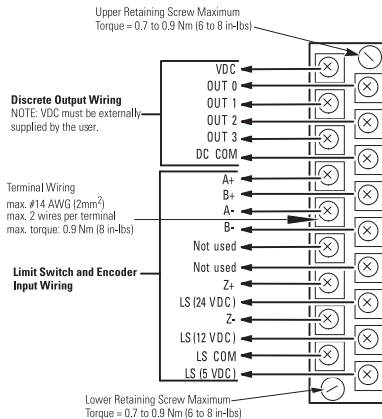 Upper Retaining Screw Maximum
Torque = 0.7 to 0.9 Nm (6 to 8 in-lbs)
VDC
OUT 0
Discrete Output Wiring
NOTE: VDC must be externally
supplied by the user.
OUT 1
OUT 2
OUT 3
DC COM
Terminal Wiring
max. #14 AWG (2mm²)
max. 2 wires per terminal
max. torque: 0.9 Nm (8 in-lbs)
A+
B+
A-
B-
Not used
Limit Switch and Encoder
Input Wiring
Not used
Z+
LS (24 VDC)
Z-
LS (12 VDC)
LS COM
LS (5 VDC)
Lower Retaining Screw Maximum
Torque = 0.7 to 0.9 Nm (6 to 8 in-lbs)